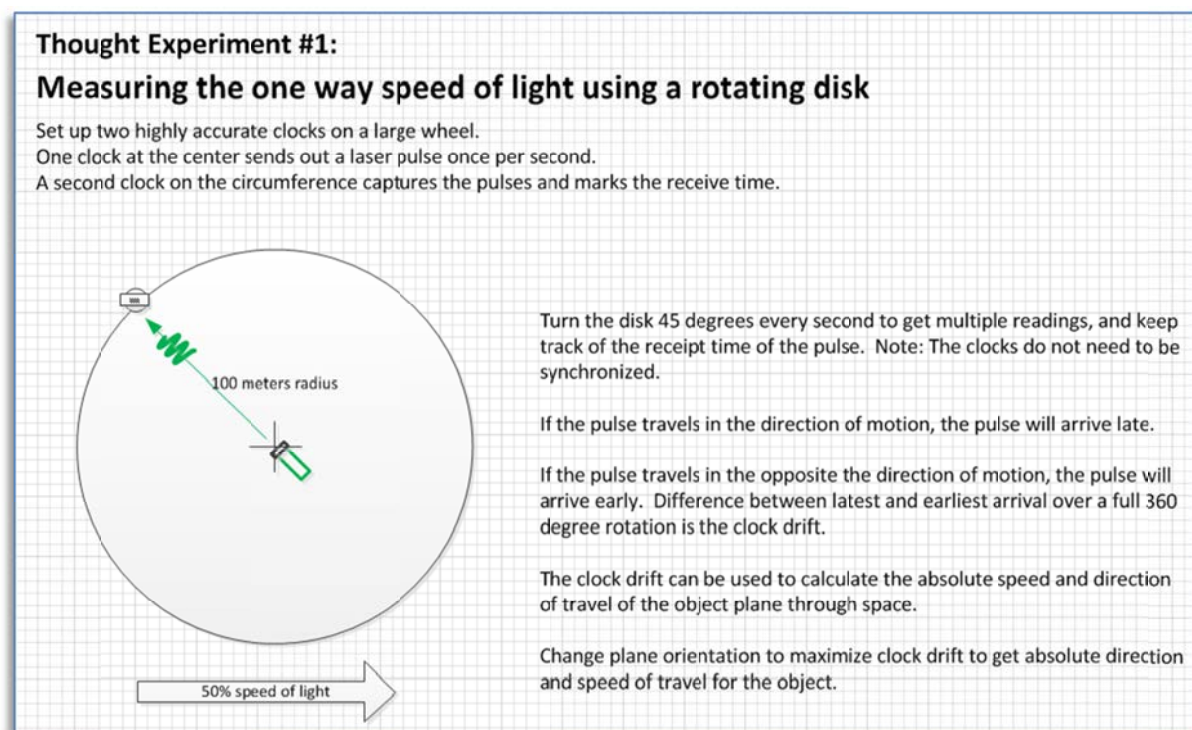 Thought Experiment #1:
Measuring the one way speed of light using a rotating disk
Set up two highly accurate clocks on a large wheel.
One clock at the center sends out a laser pulse once per second.
A second clock on the circumference captures the pulses and marks the receive time.
100 meters radius
Turn the disk 45 degrees every second to get multiple readings, and keep
track of the receipt time of the pulse.  Note: The clocks do not need to be
synchronized.
If the pulse travels in the direction of motion, the pulse will arrive late.
If the pulse travels in the opposite the direction of motion, the pulse will
arrive early.  Difference between latest and earliest arrival over a full 360
degree rotation is the clock drift.
The clock drift can be used to calculate the absolute speed and direction
of travel of the object plane through space.
Change plane orientation to maximize clock drift to get absolute direction
and speed of travel for the object.
50% speed of light